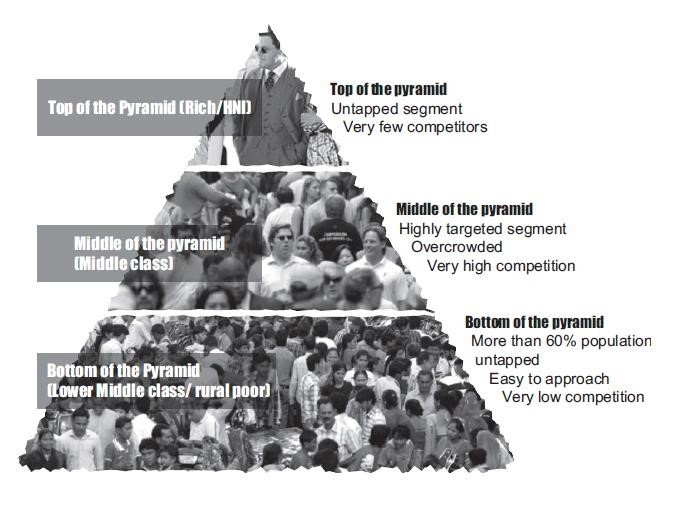 Top of the Pyramid (Rich/HNI)
Top of the pyramid
Untapped segment
Very few competitors
Middle of the pyramid
(Middle class)
Middle of the pyramid
Highly targeted segment
Overcrowded
Very high competition
Bottom of the Pyramid
(Lower Middle class/ rural poor)
Bottom of the pyramid
More than 60% population
untapped
Easy to approach
Very low competition